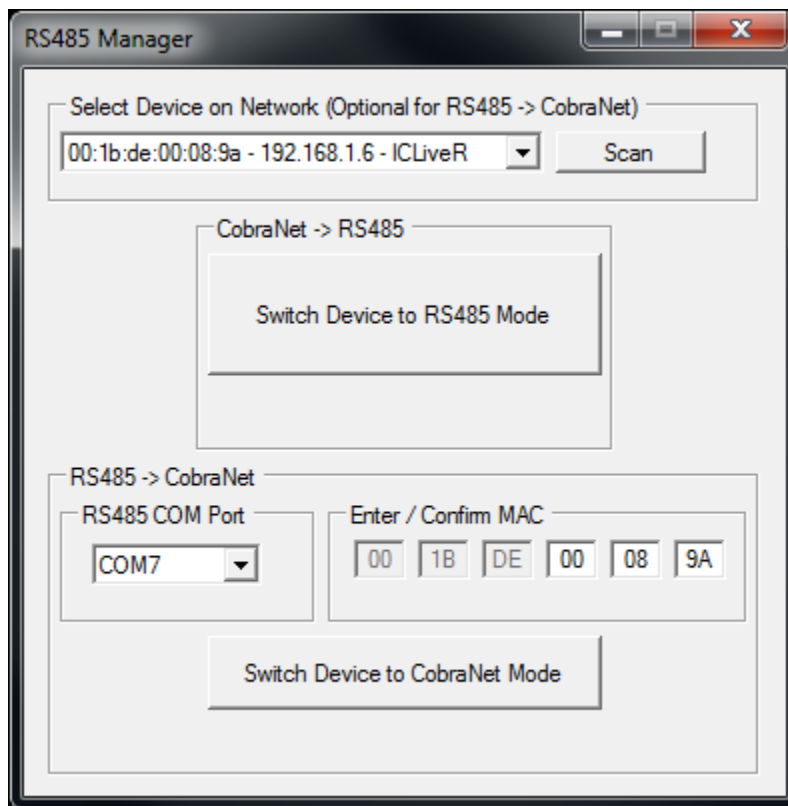 RS485 Manager
Select Device on Network (Optional for RS485 -> CobraNet)
00:1b:de:00:08:9a - 192.168.1.6 - ICLiveR
Scan
CobraNet -> RS485
Switch Device to RS485 Mode
RS485 -> CobraNet
RS485 COM Port
Enter / Confirm MAC
COM7
00 1B DE 00 08 9A
Switch Device to CobraNet Mode